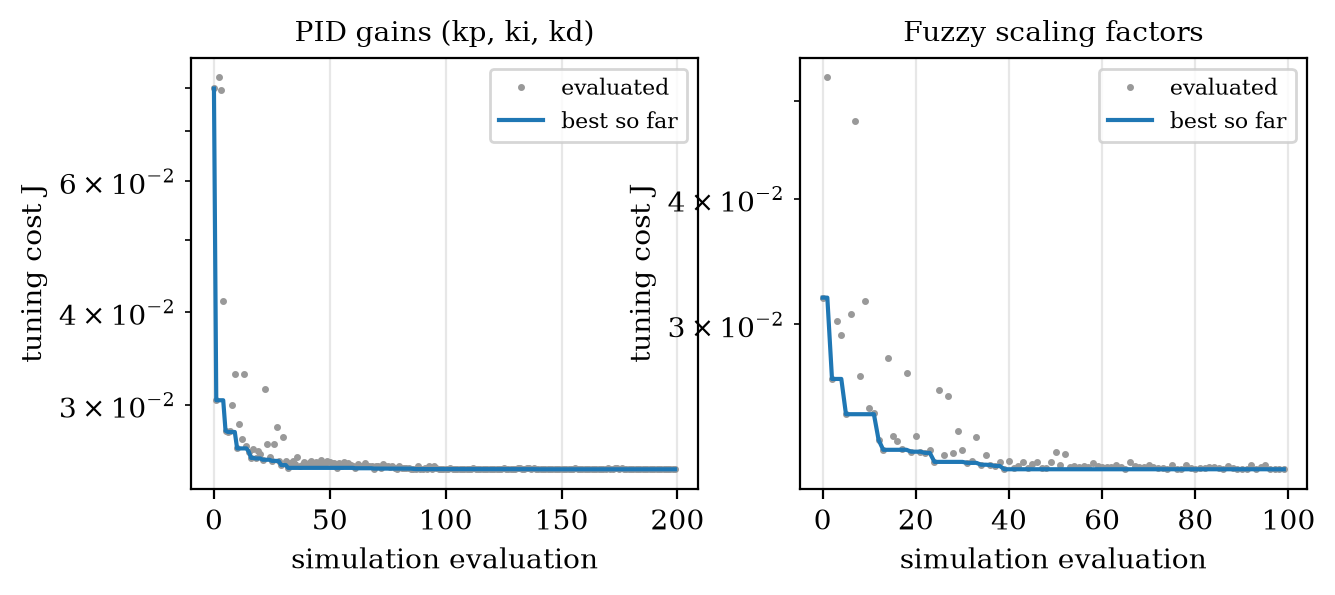 PID gains (kp, ki, kd)
evaluated
best so far
tuning cost J
6 × 10⁻²
4 × 10⁻²
3 × 10⁻²
0 50 100 150 200
simulation evaluation
Fuzzy scaling factors
evaluated
best so far
tuning cost J
4 × 10⁻²
3 × 10⁻²
0 20 40 60 80 100
simulation evaluation